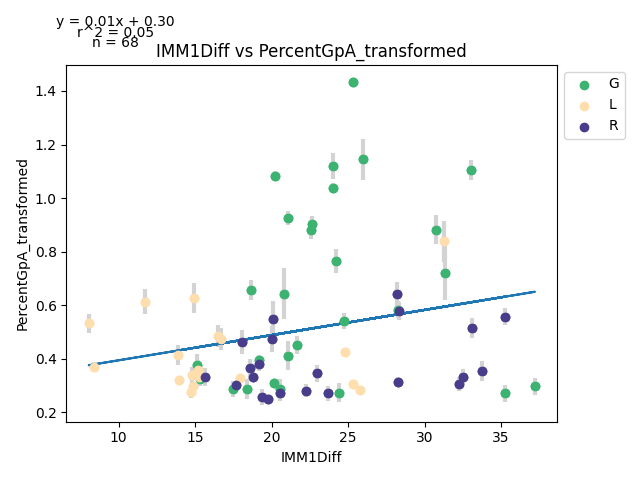 y = 0.01x + 0.30
r^2 = 0.05
n = 68
IMM1Diff vs PercentGpA_transformed
G
L
R
PercentGpA_transformed
1.4
1.2
1.0
0.8
0.6
0.4
0.2
10 15 20 25 30 35
IMM1Diff